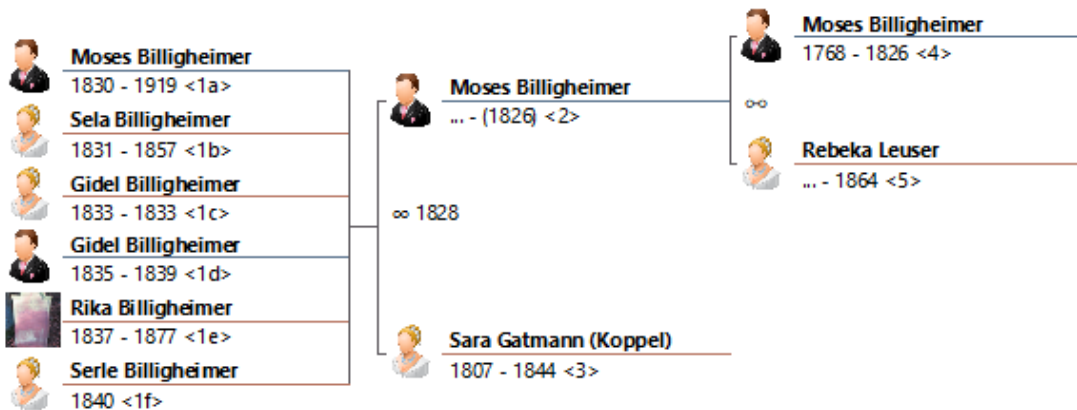 Moses Billigheimer
1830 - 1919 <1a>
Sela Billigheimer
1831 - 1857 <1b>
Gidel Billigheimer
1833 - 1833 <1c>
Gidel Billigheimer
1835 - 1839 <1d>
Rika Billigheimer
1837 - 1877 <1e>
Serle Billigheimer
1840 <1f>
Moses Billigheimer
... - (1826) <2>
∞ 1828
Sara Gatmann (Koppel)
1807 - 1844 <3>
Moses Billigheimer
1768 - 1826 <4>
o-o
Rebeka Leuser
... - 1864 <5>